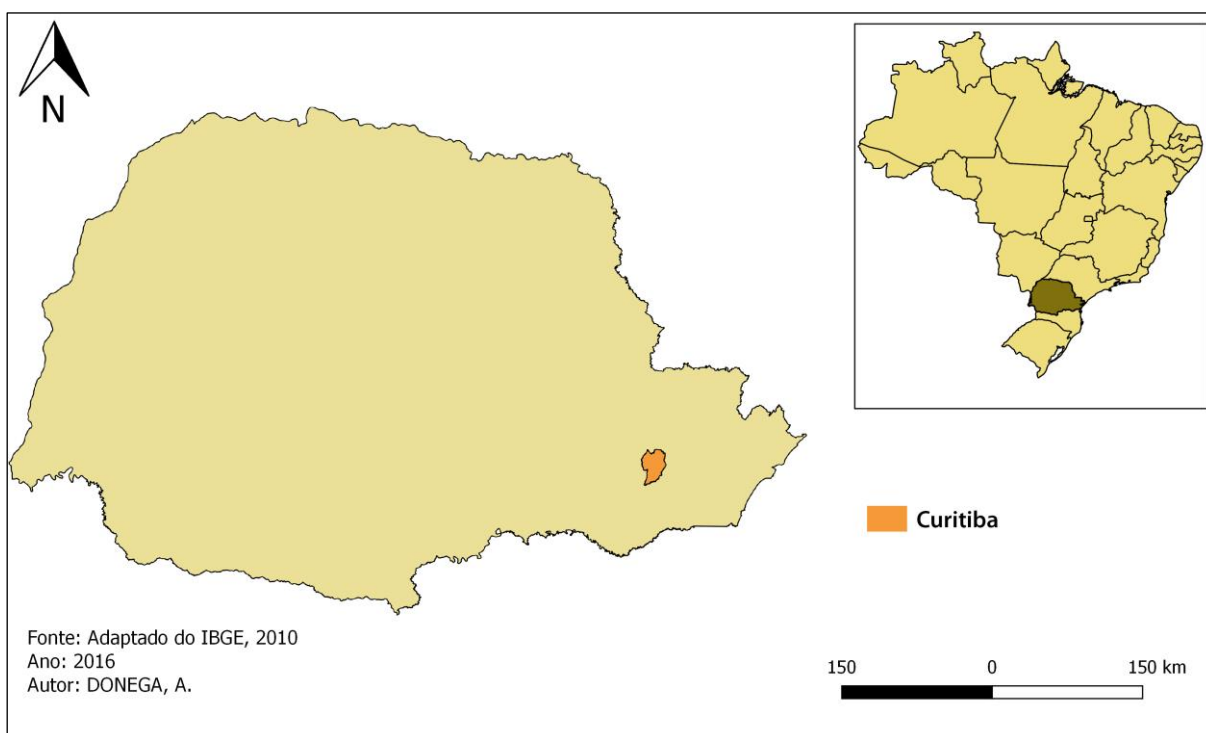 N
Curitiba
Fonte: Adaptado do IBGE, 2010
Ano: 2016
Autor: DONEGA, A.
150 0 150 km